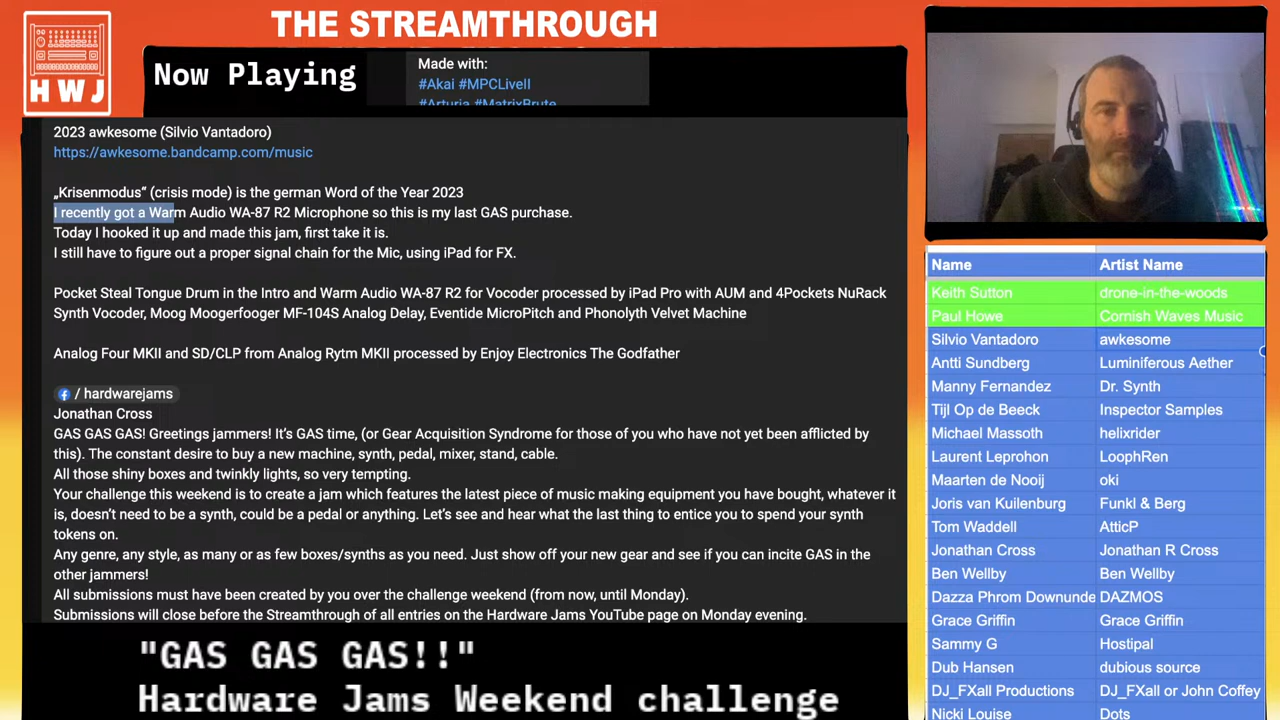 THE STREAMTHROUGH
HWJ
Now Playing
Made with:
#Akai #MPCLiveII
#Arturia #MatrixBrute
2023 awkesome (Silvio Vantadoro)
https://awkesome.bandcamp.com/music
„Krisenmodus“ (crisis mode) is the german Word of the Year 2023
I recently got a Warm Audio WA-87 R2 Microphone so this is my last GAS purchase.
Today I hooked it up and made this jam, first take it is.
I still have to figure out a proper signal chain for the Mic, using iPad for FX.
Pocket Steal Tongue Drum in the Intro and Warm Audio WA-87 R2 for Vocoder processed by iPad Pro with AUM and 4Pockets NuRack
Synth Vocoder, Moog Moogerfooger MF-104S Analog Delay, Eventide MicroPitch and Phonolyth Velvet Machine
Analog Four MKII and SD/CLP from Analog Rytm MKII processed by Enjoy Electronics The Godfather
/ hardwarejams
Jonathan Cross
GAS GAS GAS! Greetings jammers! It’s GAS time, (or Gear Acquisition Syndrome for those of you who have not yet been afflicted by
this). The constant desire to buy a new machine, synth, pedal, mixer, stand, cable.
All those shiny boxes and twinkly lights, so very tempting.
Your challenge this weekend is to create a jam which features the latest piece of music making equipment you have bought, whatever it
is, doesn’t need to be a synth, could be a pedal or anything. Let’s see and hear what the last thing to entice you to spend your synth
tokens on.
Any genre, any style, as many or as few boxes/synths as you need. Just show off your new gear and see if you can incite GAS in the
other jammers!
All submissions must have been created by you over the challenge weekend (from now, until Monday).
Submissions will close before the Streamthrough of all entries on the Hardware Jams YouTube page on Monday evening.
"GAS GAS GAS!!"
Hardware Jams Weekend challenge
Name Artist Name
Keith Sutton drone-in-the-woods
Paul Howe Cornish Waves Music
Silvio Vantadoro awkesome
Antti Sundberg Luminiferous Aether
Manny Fernandez Dr. Synth
Tijl Op de Beeck Inspector Samples
Michael Massoth helixrider
Laurent Leprohon LoophRen
Maarten de Nooij oki
Joris van Kuilenburg Funkl & Berg
Tom Waddell AtticP
Jonathan Cross Jonathan R Cross
Ben Wellby Ben Wellby
Dazza Phrom Downunde DAZMOS
Grace Griffin Grace Griffin
Sammy G Hostipal
Dub Hansen dubious source
DJ_FXall Productions DJ_FXall or John Coffey
Nicki Louise Dots